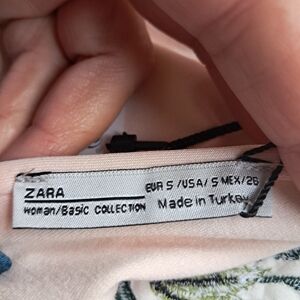 ZARA
woman/Basic COLLECTION
EUR S /USA/ S MEX/26
Made in Turkey